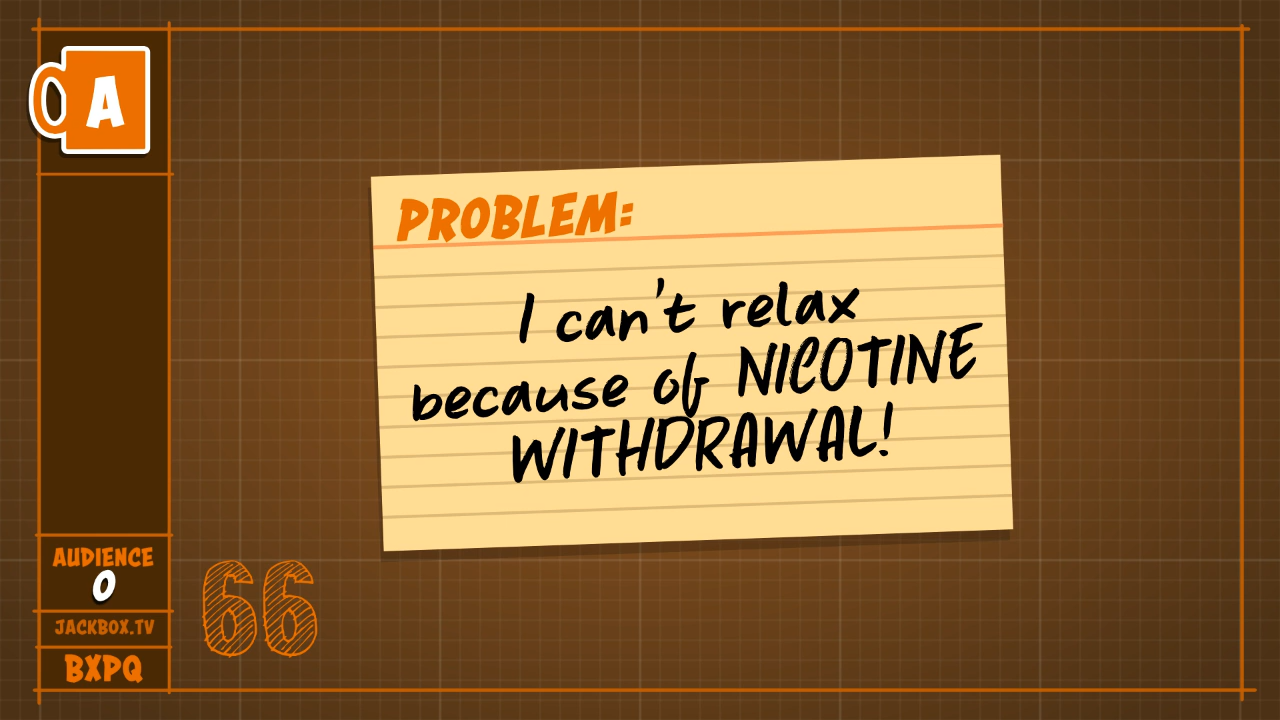 A
PROBLEM:
I can't relax
because of NICOTINE
WITHDRAWAL!
AUDIENCE
0
66
JACKBOX.TV
BXPQ